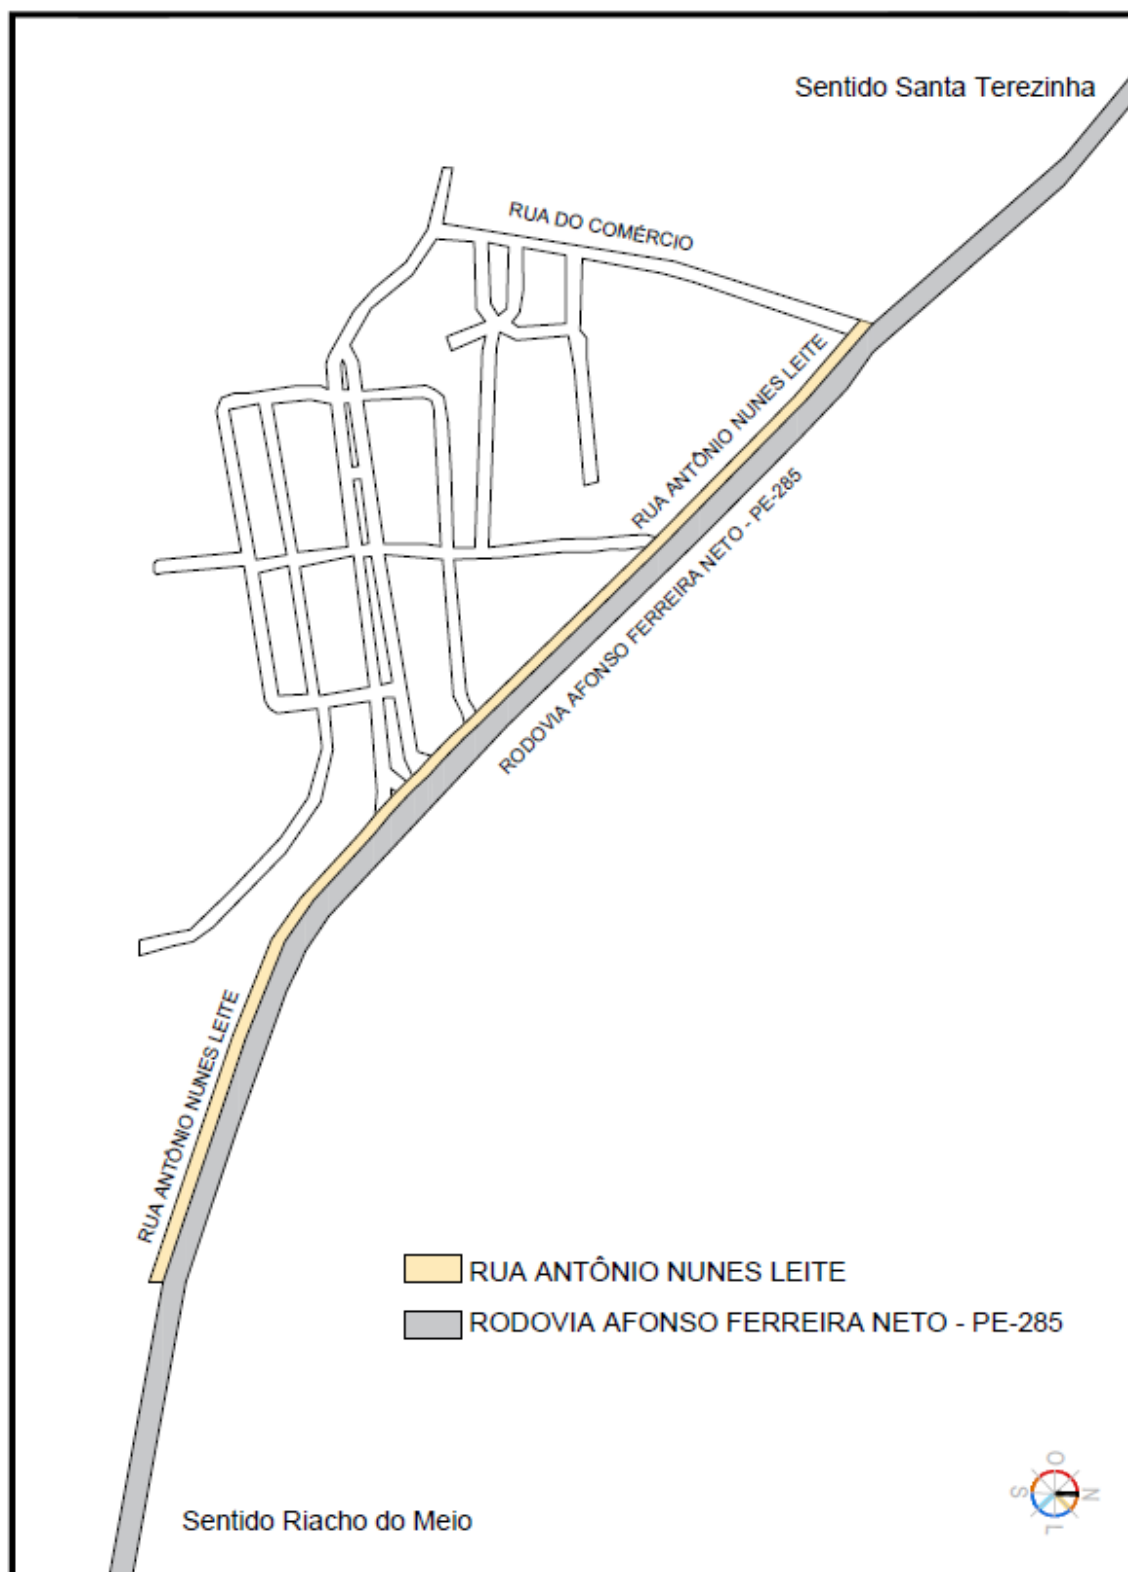 Sentido Santa Terezinha
RUA DO COMÉRCIO
RUA ANTÔNIO NUNES LEITE
RODOVIA AFONSO FERREIRA NETO - PE-285
RUA ANTÔNIO NUNES LEITE
RUA ANTÔNIO NUNES LEITE
RODOVIA AFONSO FERREIRA NETO - PE-285
O
S
N
L
Sentido Riacho do Meio